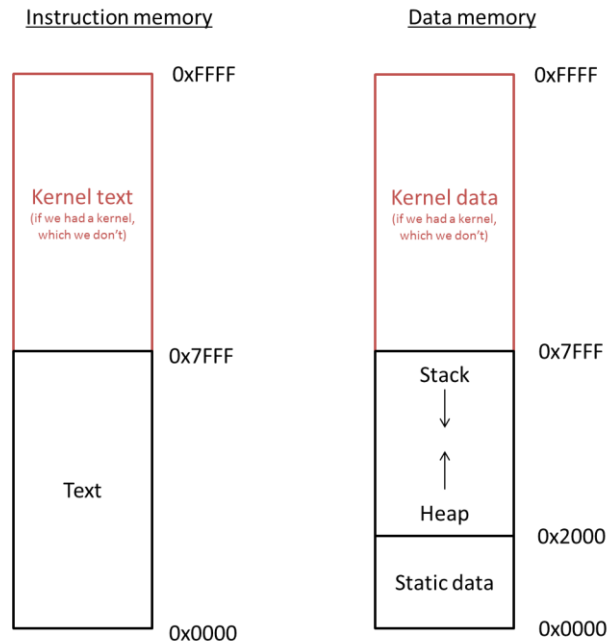 Instruction memory
0xFFFF
Kernel text
(if we had a kernel,
which we don't)
0x7FFF
Text
0x0000
Data memory
0xFFFF
Kernel data
(if we had a kernel,
which we don't)
0x7FFF
Stack
Heap
0x2000
Static data
0x0000